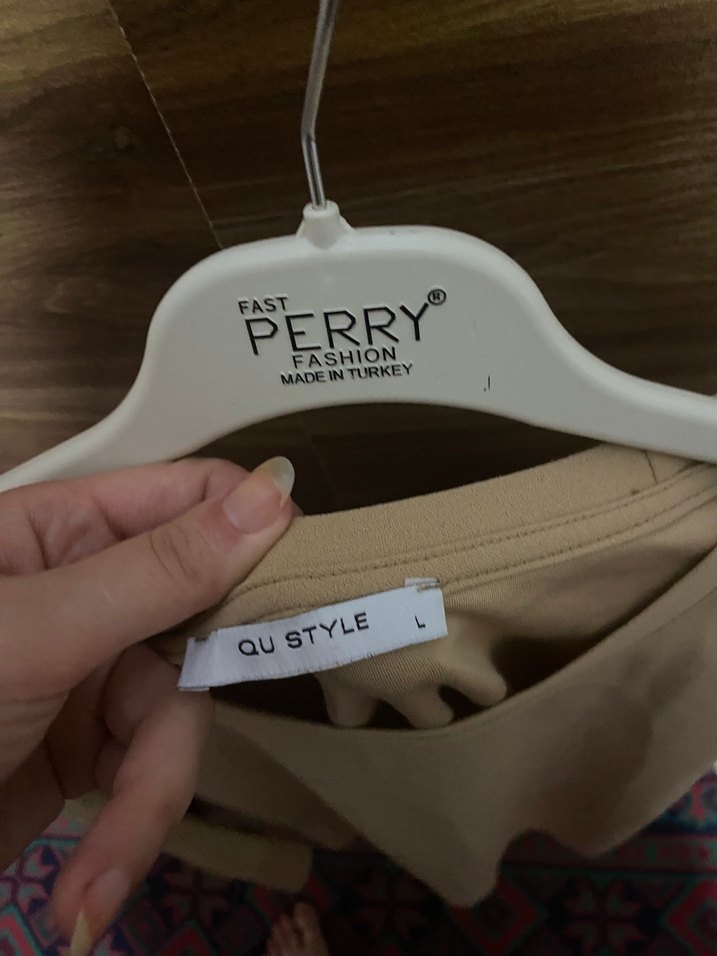 FAST
PERRY®
FASHION
MADE IN TURKEY
QU STYLE L